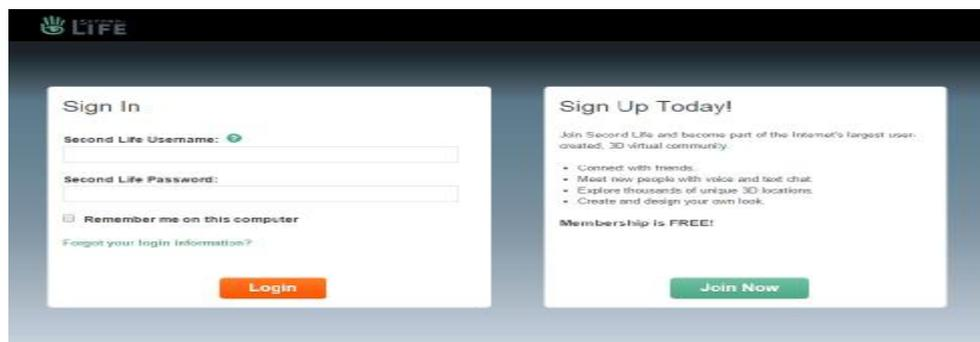 LIFE
Sign In
Second Life Username:
Second Life Password:
Remember me on this computer
Forgot your login information?
Login
Sign Up Today!
Join Second Life and become part of the Internet's largest user-
created, 3D virtual community.
Connect with friends.
Meet new people with voice and text chat.
Explore thousands of unique 3D locations.
Create and design your own look.
Membership is FREE!
Join Now